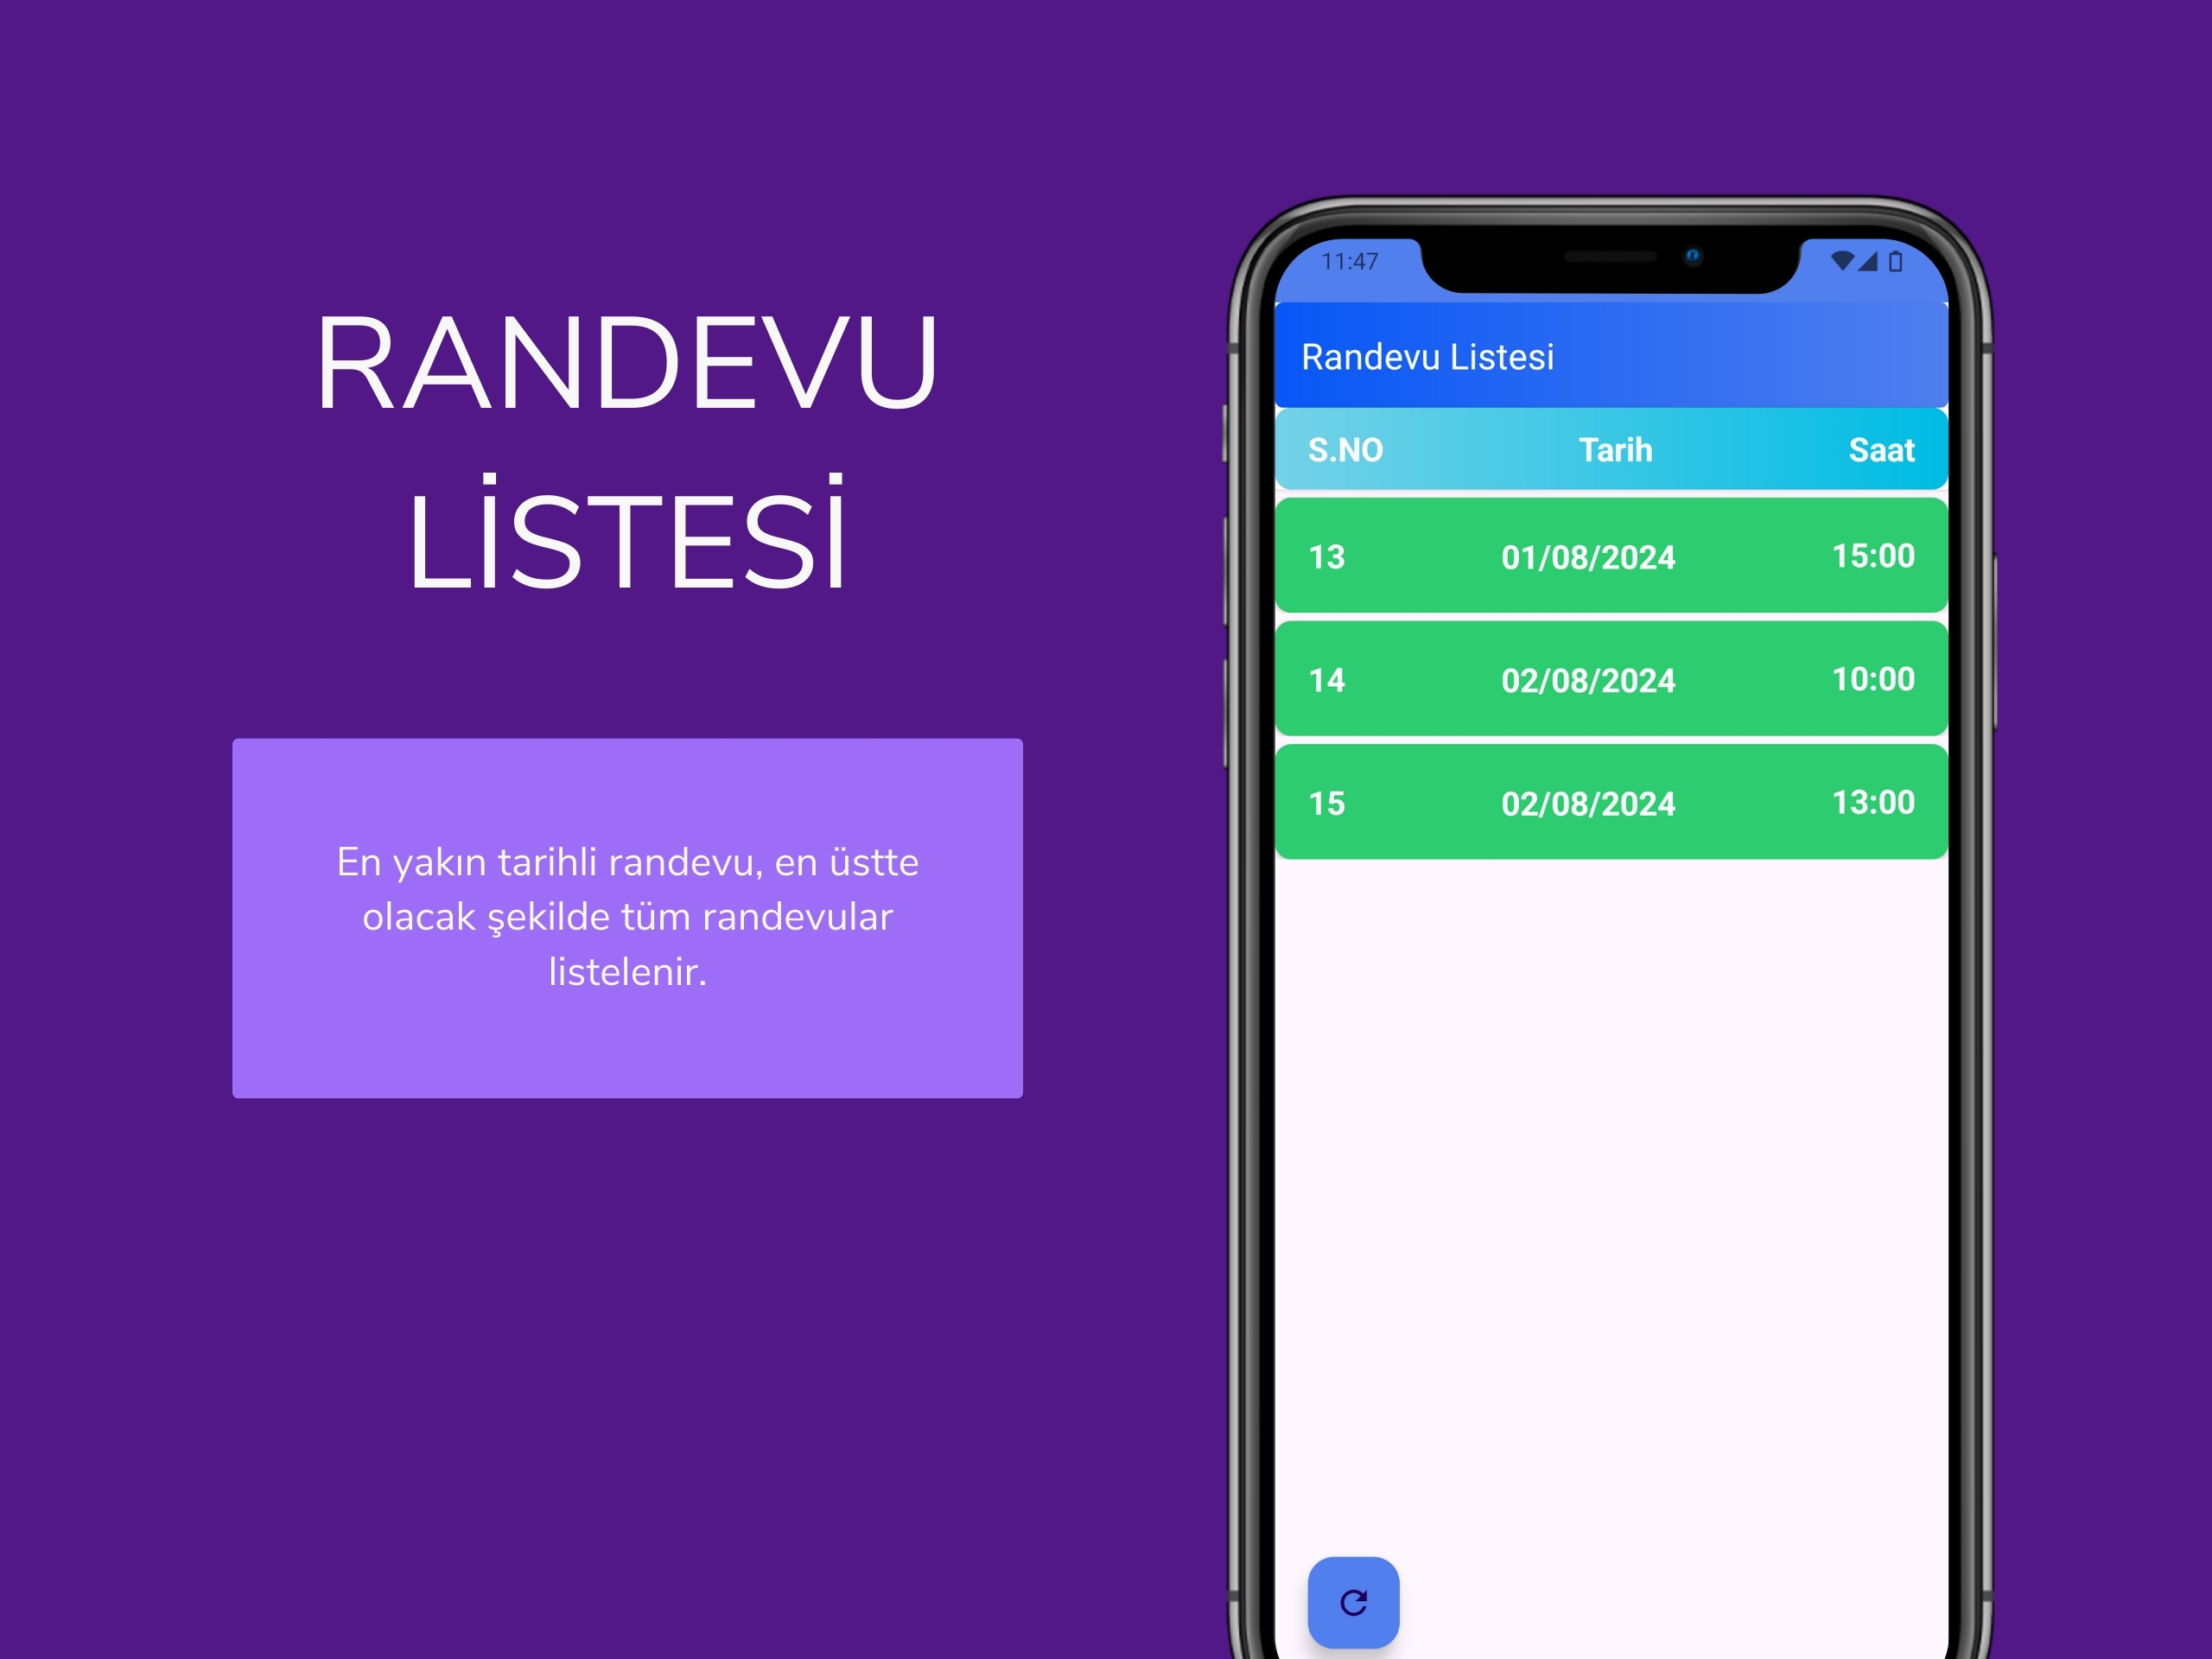 RANDEVU
LİSTESİ
En yakın tarihli randevu, en üstte
olacak şekilde tüm randevular
listelenir.
11:47
Randevu Listesi
S.NO Tarih Saat
13 01/08/2024 15:00
14 02/08/2024 10:00
15 02/08/2024 13:00